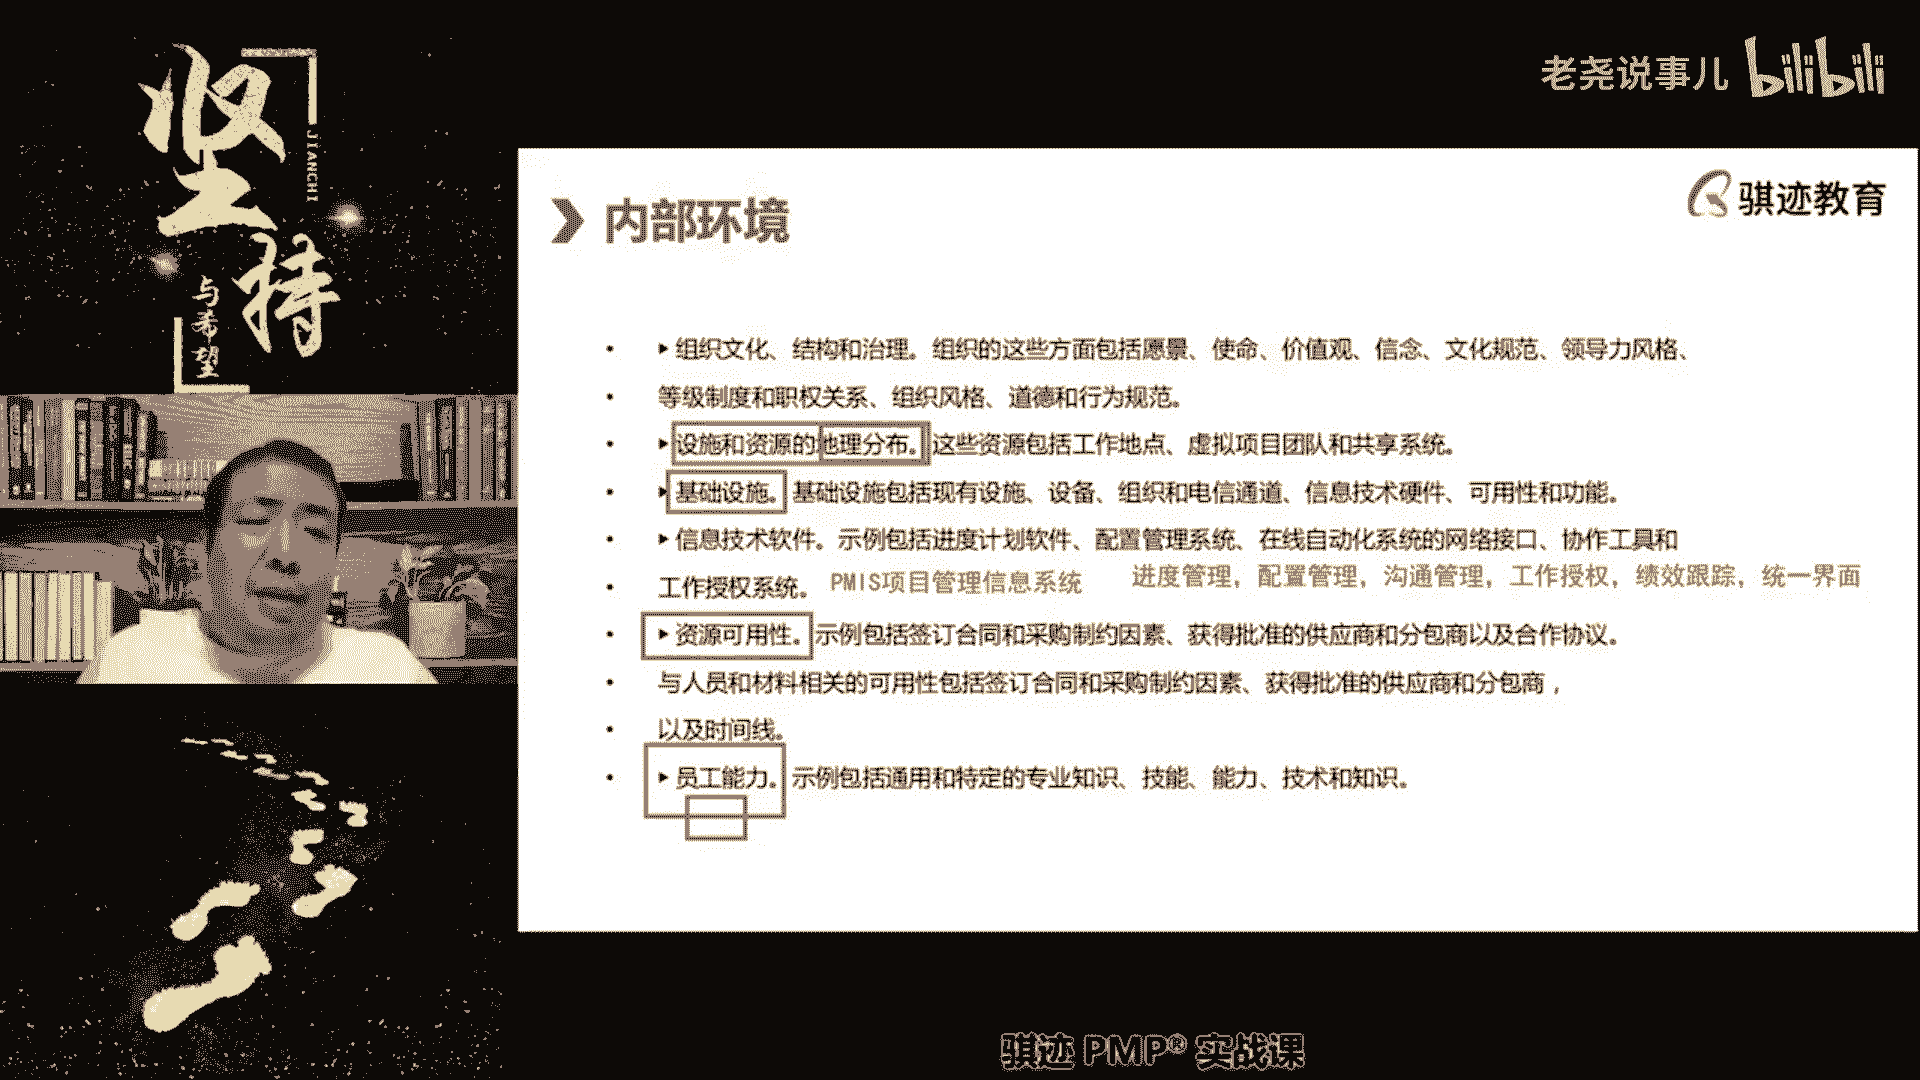 坚持
JIANCHI
与希望
老尧说事儿 bilibili
骐迹教育
内部环境
组织文化、结构和治理。组织的这些方面包括愿景、使命、价值观、信念、文化规范、领导力风格、
等级制度和职权关系、组织风格、道德和行为规范。
设施和资源的地理分布。这些资源包括工作地点、虚拟项目团队和共享系统。
基础设施。基础设施包括现有设施、设备、组织和电信通道、信息技术硬件、可用性和功能。
信息技术软件。示例包括进度计划软件、配置管理系统、在线自动化系统的网络接口、协作工具和
工作授权系统。 PMIS项目管理信息系统 进度管理，配置管理，沟通管理，工作授权，绩效跟踪，统一界面
资源可用性。示例包括签订合同和采购制约因素、获得批准的供应商和分包商以及合作协议。
与人员和材料相关的可用性包括签订合同和采购制约因素、获得批准的供应商和分包商，
以及时间线。
员工能力。示例包括通用和特定的专业知识、技能、能力、技术和知识。
骐迹 PMP® 实战课